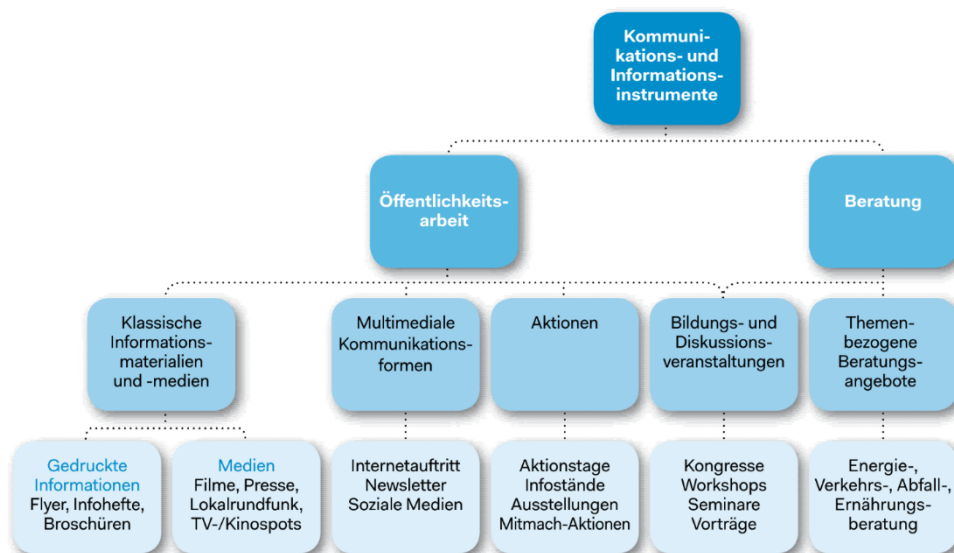 Kommuni-
kations- und
Informations-
instrumente
Öffentlichkeits-
arbeit
Beratung
Klassische
Informations-
materialien
und -medien
Multimediale
Kommunikations-
formen
Aktionen
Bildungs- und
Diskussions-
veranstaltungen
Themen-
bezogene
Beratungs-
angebote
Gedruckte
Informationen
Flyer, Infohefte,
Broschüren
Medien
Filme, Presse,
Lokalrundfunk,
TV-/Kinospots
Internetauftritt
Newsletter
Soziale Medien
Aktionstage
Infostände
Ausstellungen
Mitmach-Aktionen
Kongresse
Workshops
Seminare
Vorträge
Energie-,
Verkehrs-, Abfall-,
Ernährungs-
beratung